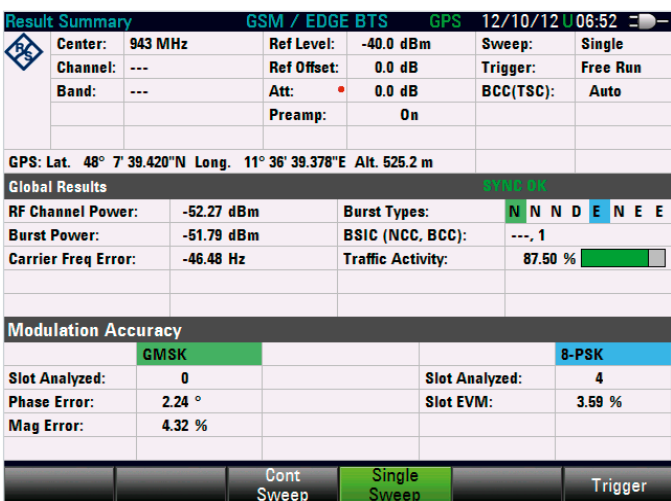 Result Summary GSM / EDGE BTS GPS 12/10/12 U 06:52
R&S Center: 943 MHz Ref Level: -40.0 dBm Sweep: Single
Channel: --- Ref Offset: 0.0 dB Trigger: Free Run
Band: --- Att: 0.0 dB BCC(TSC): Auto
Preamp: On
GPS: Lat. 48° 7' 39.420"N Long. 11° 36' 39.378"E Alt. 525.2 m
Global Results SYNC OK
RF Channel Power: -52.27 dBm Burst Types: N N N D E N E E
Burst Power: -51.79 dBm BSIC (NCC, BCC): ---, 1
Carrier Freq Error: -46.48 Hz Traffic Activity: 87.50 %
Modulation Accuracy
GMSK 8-PSK
Slot Analyzed: 0 Slot Analyzed: 4
Phase Error: 2.24 ° Slot EVM: 3.59 %
Mag Error: 4.32 %
Cont Sweep Single Sweep Trigger